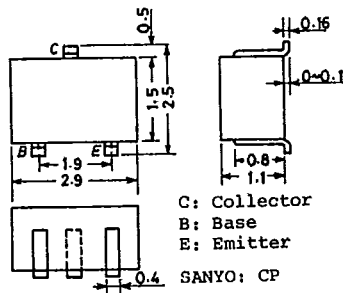 C
0.5
0.16
1.5
2.5
0~0.1
B
E
1.9
2.9
0.8
1.1
0.4
C: Collector
B: Base
E: Emitter
SANYO: CP